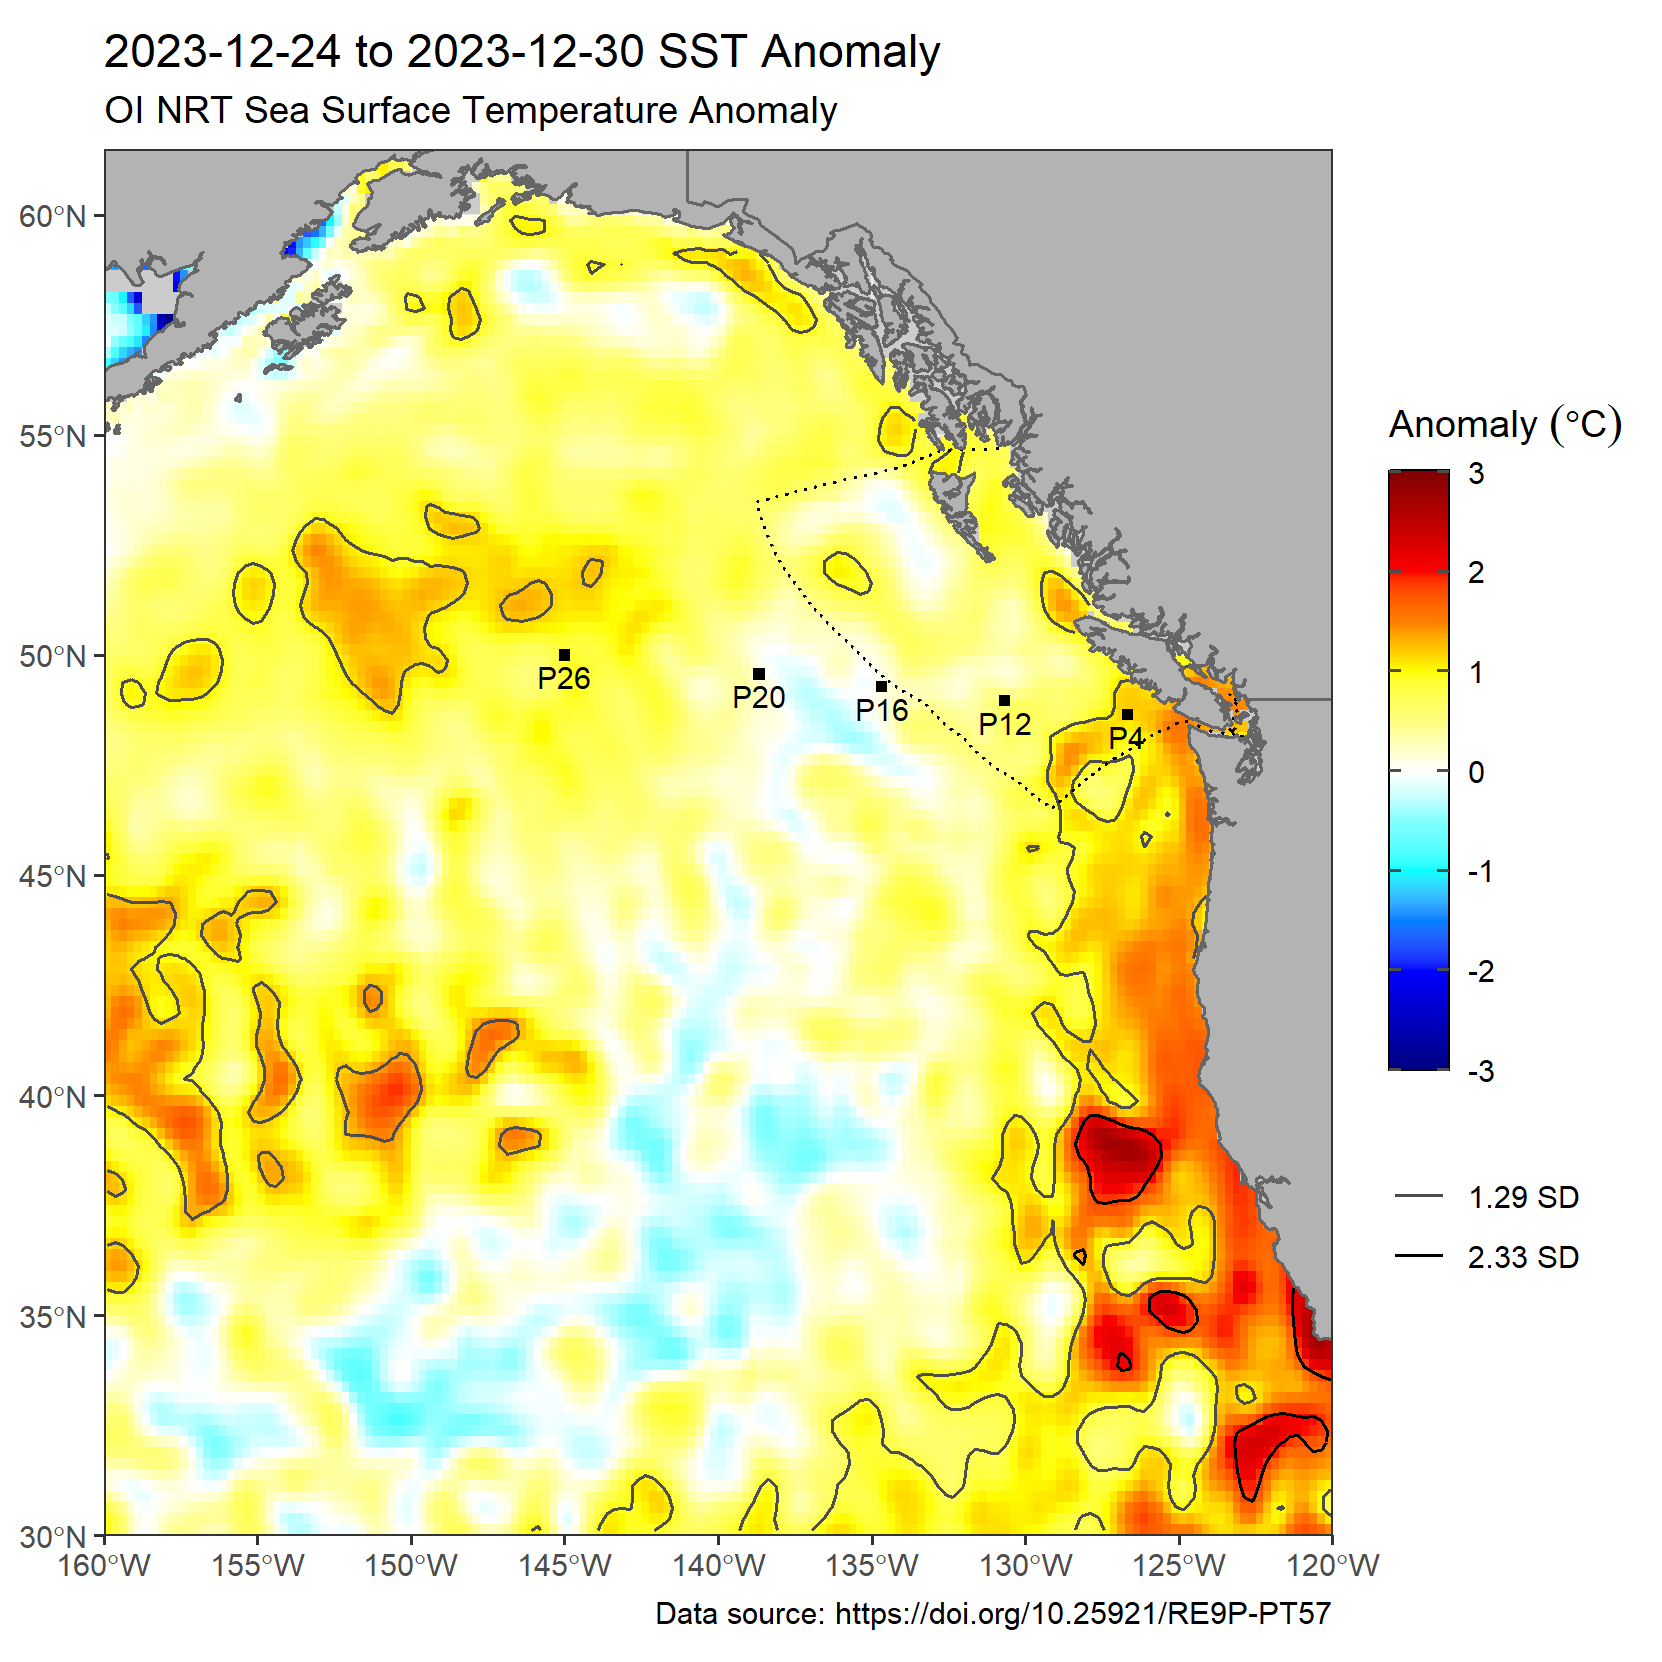 2023-12-24 to 2023-12-30 SST Anomaly
OI NRT Sea Surface Temperature Anomaly
60°N
55°N
50°N
45°N
40°N
35°N
30°N
160°W
155°W
150°W
145°W
140°W
135°W
130°W
125°W
120°W
P26
P20
P16
P12
P4
Anomaly (°C)
3
2
1
0
-1
-2
-3
1.29 SD
2.33 SD
Data source: https://doi.org/10.25921/RE9P-PT57